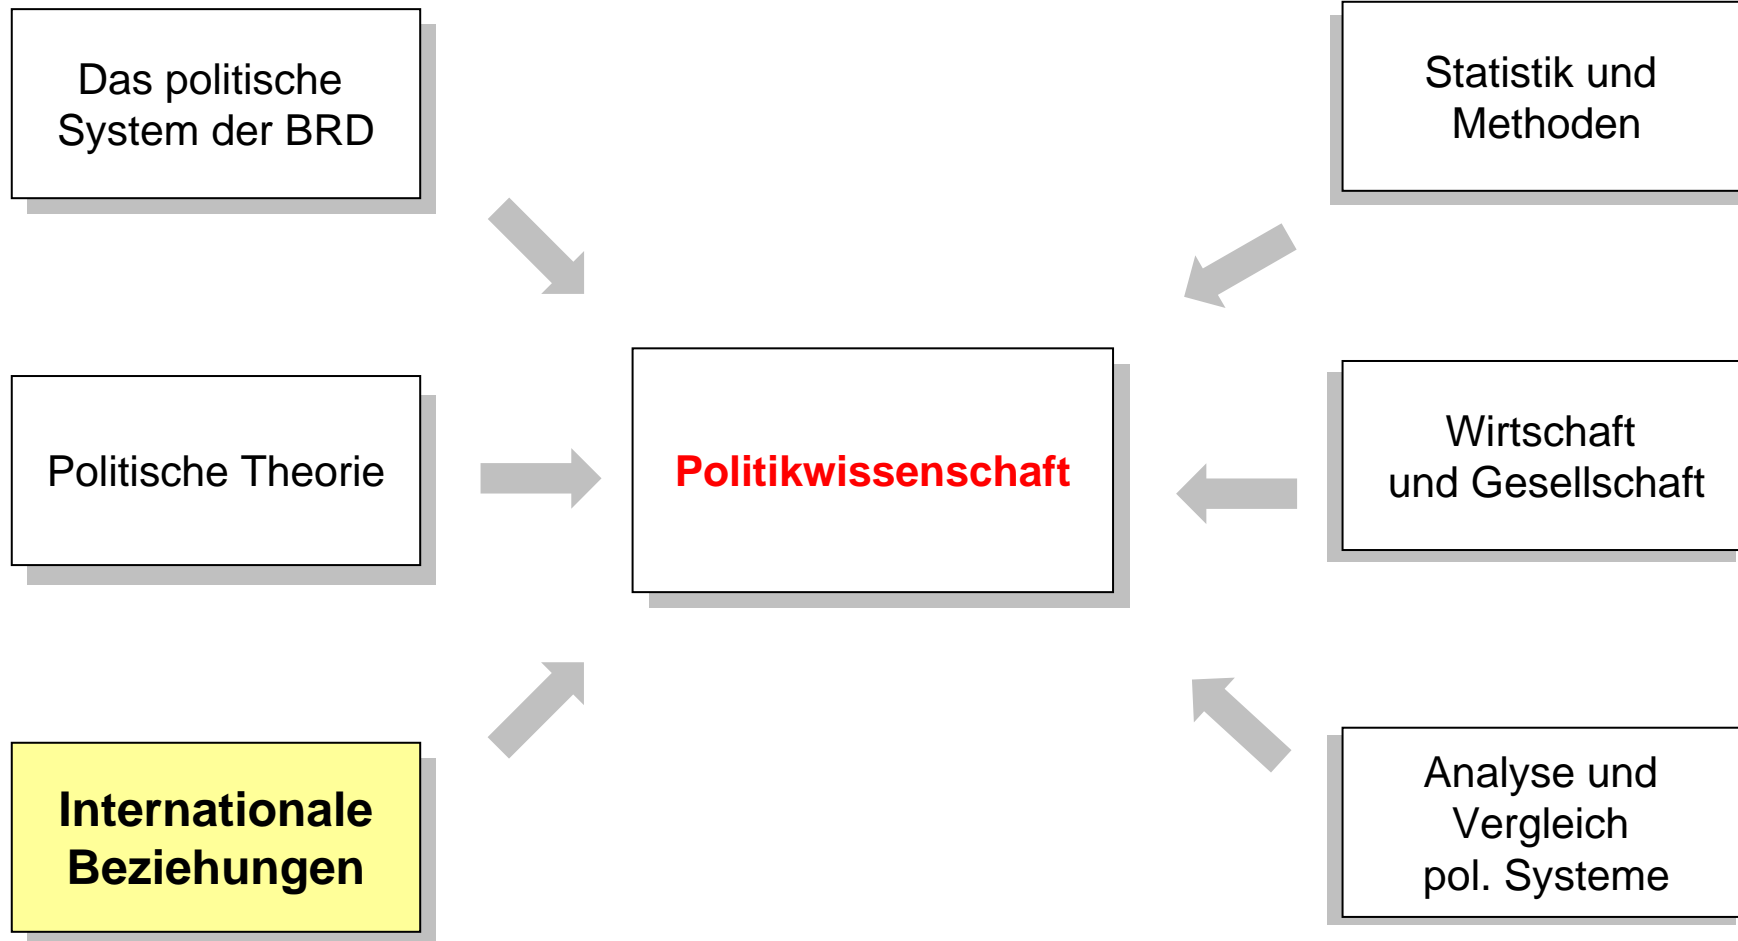 Das politische
System der BRD
Statistik und
Methoden
Politische Theorie
Politikwissenschaft
Wirtschaft
und Gesellschaft
Internationale
Beziehungen
Analyse und
Vergleich
pol. Systeme